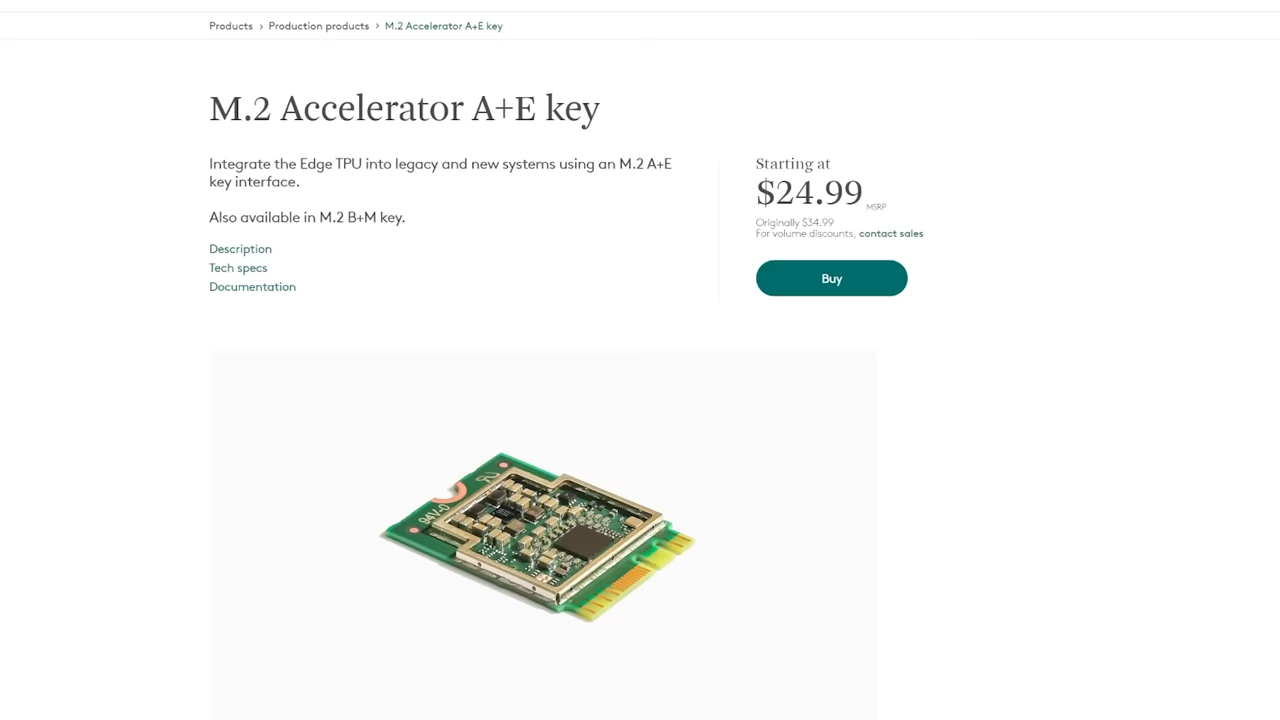 Products › Production products › M.2 Accelerator A+E key
M.2 Accelerator A+E key
Integrate the Edge TPU into legacy and new systems using an M.2 A+E
key interface.
Also available in M.2 B+M key.
Description
Tech specs
Documentation
Starting at
$24.99 MSRP
Originally $34.99
For volume discounts, contact sales
Buy
94V-0